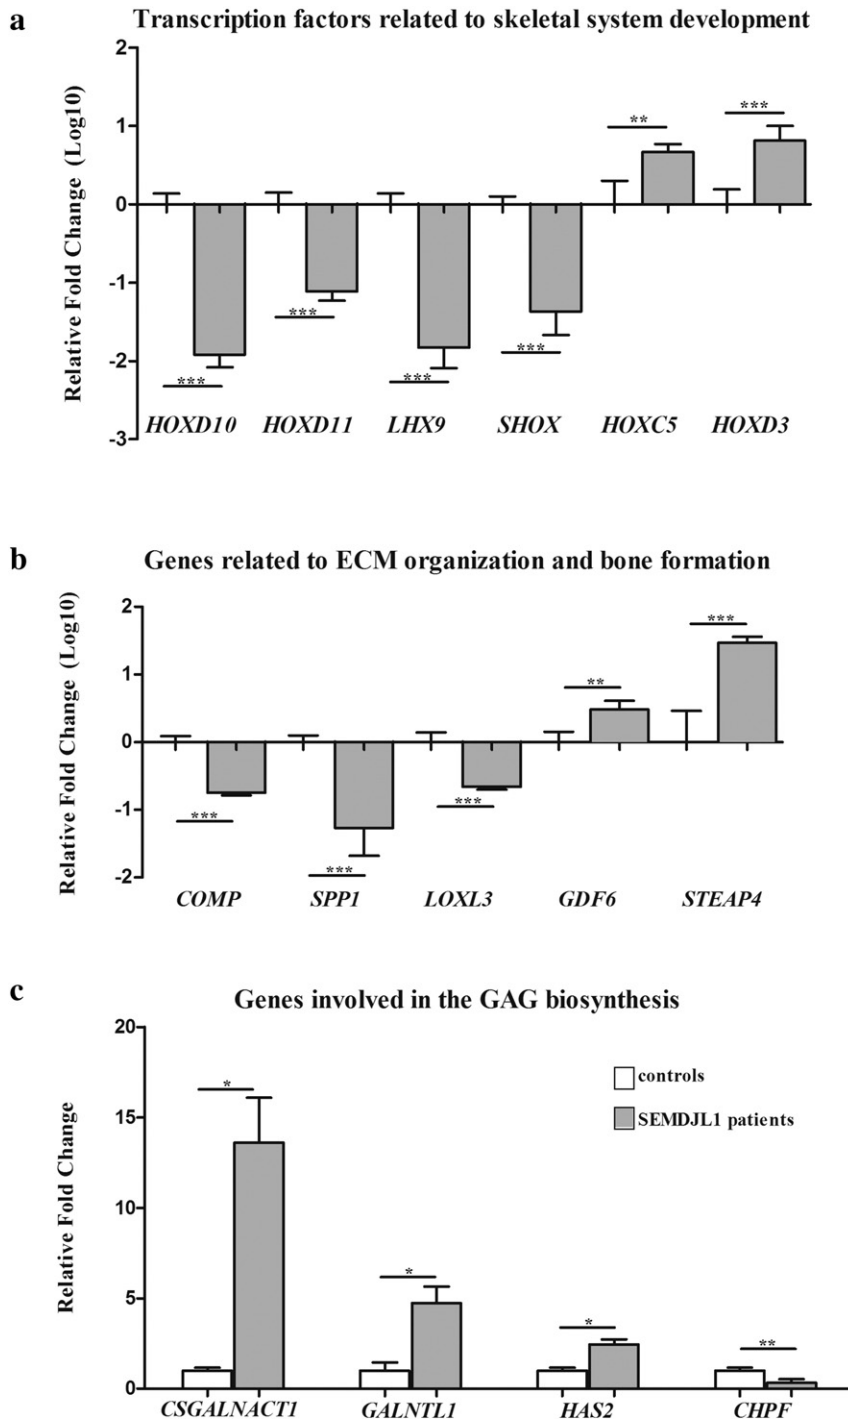 a
Transcription factors related to skeletal system development
Relative Fold Change (Log10)
2
1
0
-1
-2
-3
**
***
***
***
***
***
HOXD10 HOXD11 LHX9 SHOX HOXC5 HOXD3
b
Genes related to ECM organization and bone formation
Relative Fold Change (Log10)
2
1
0
-1
-2
***
**
***
***
***
COMP SPP1 LOXL3 GDF6 STEAP4
c
Genes involved in the GAG biosynthesis
Relative Fold Change
20
15
10
5
0
controls
SEMDJL1 patients
*
*
*
**
CSGALNACT1 GALNTL1 HAS2 CHPF